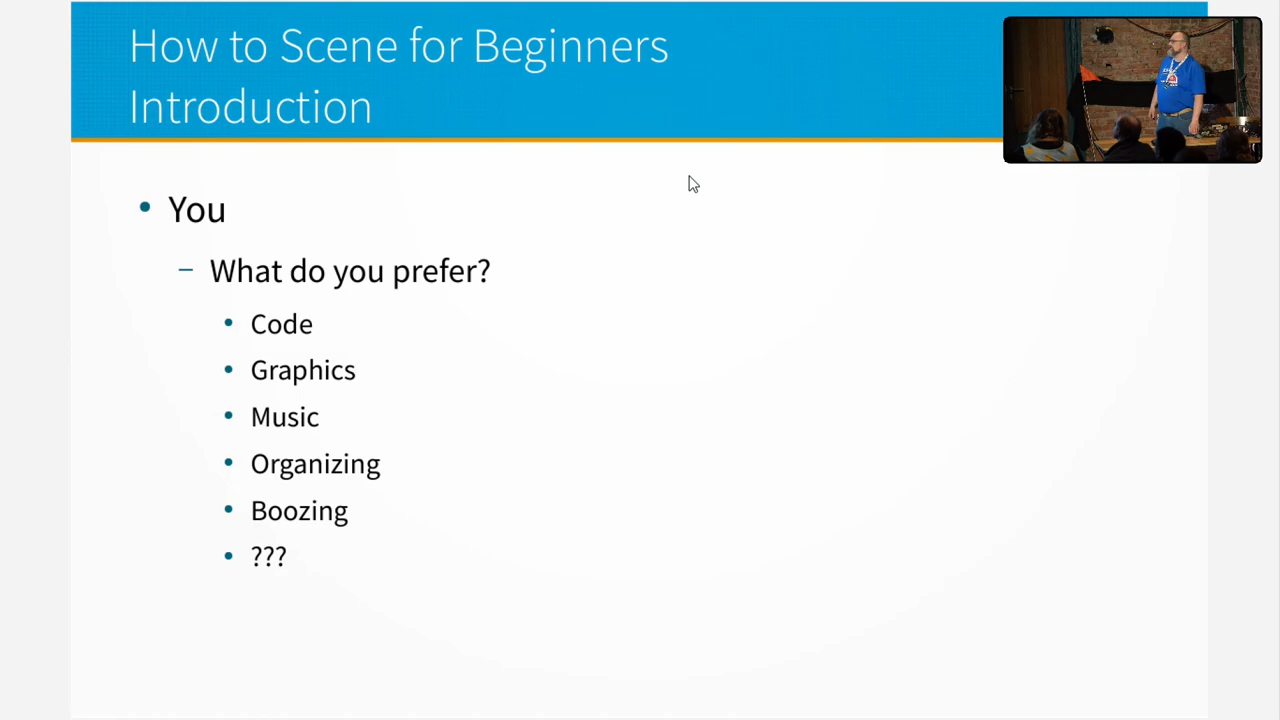 How to Scene for Beginners
Introduction
You
What do you prefer?
Code
Graphics
Music
Organizing
Boozing
???